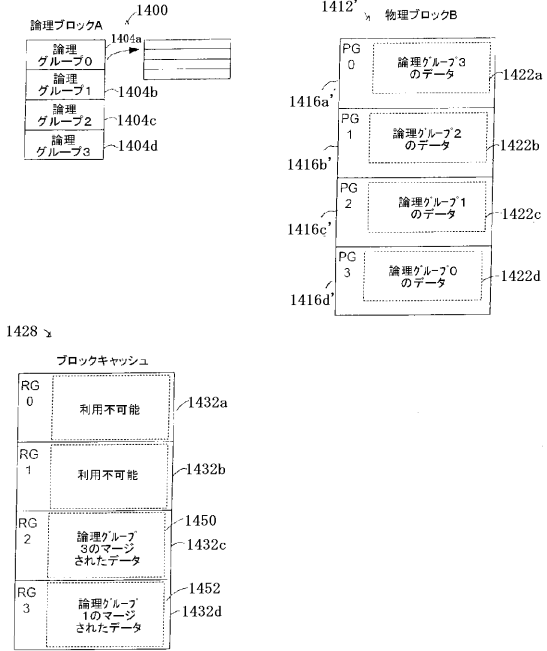 論理ブロックA
1400
1404a
論理
グループ0
論理
グループ1
1404b
論理
グループ2
1404c
論理
グループ3
1404d
1412'
物理ブロックB
PG
0
論理グループ3
のデータ
1422a
1416a'
PG
1
論理グループ2
のデータ
1422b
1416b'
PG
2
論理グループ1
のデータ
1422c
1416c'
PG
3
論理グループ0
のデータ
1422d
1416d'
1428
ブロックキャッシュ
RG
0
利用不可能
1432a
RG
1
利用不可能
1432b
RG
2
論理グループ
3のマージ
されたデータ
1450
1432c
RG
3
論理グループ
1のマージ
されたデータ
1452
1432d